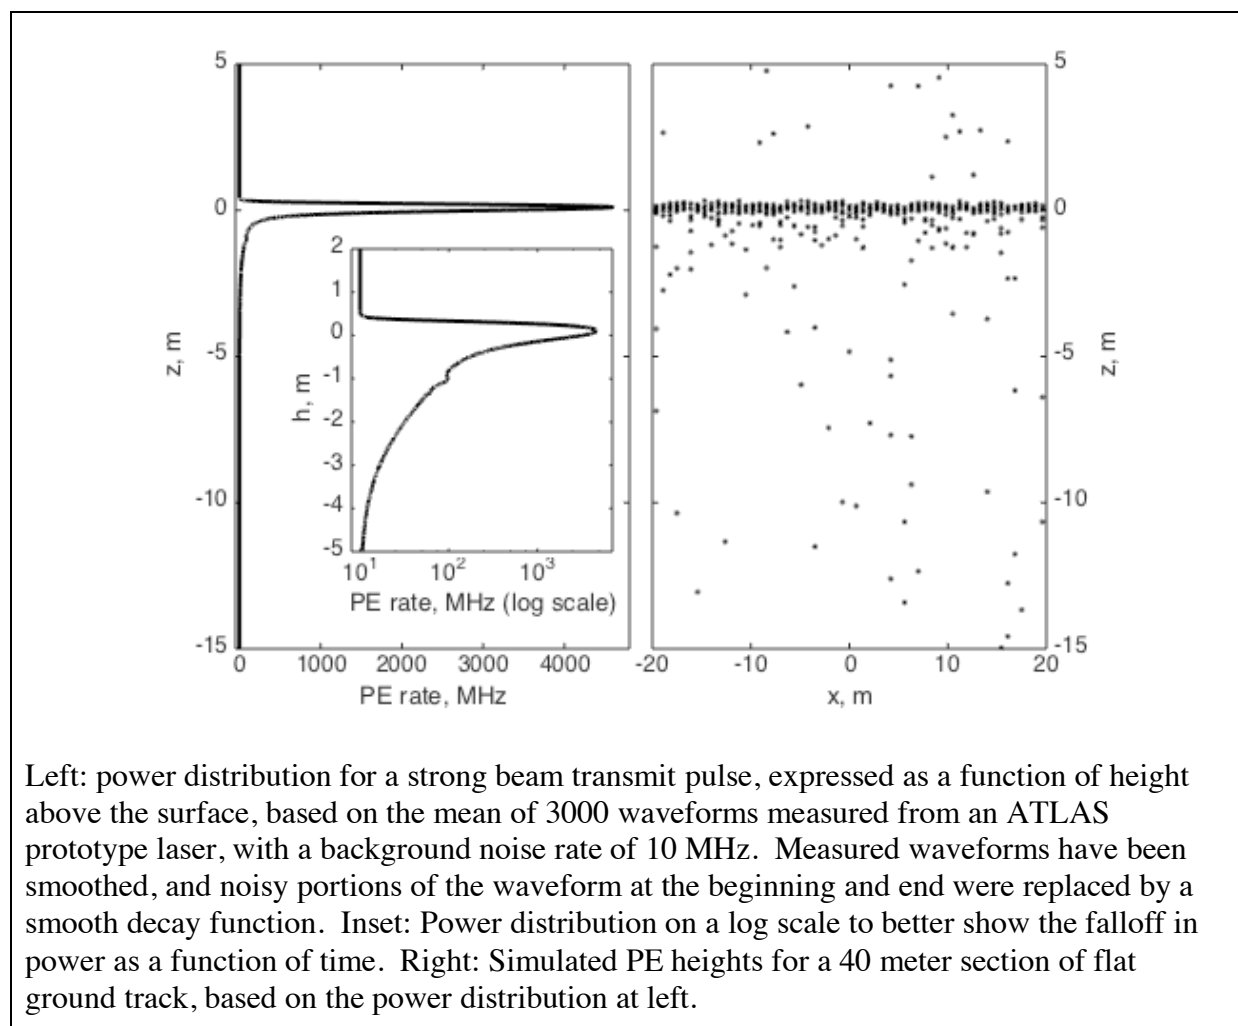 5
0
-5
-10
-15
z, m
0
1000
2000
3000
4000
PE rate, MHz
2
1
0
-1
-2
-3
-4
-5
h, m
10^1
10^2
10^3
PE rate, MHz (log scale)
5
0
-5
-10
-15
z, m
-20
-10
0
10
20
x, m
Left: power distribution for a strong beam transmit pulse, expressed as a function of height
above the surface, based on the mean of 3000 waveforms measured from an ATLAS
prototype laser, with a background noise rate of 10 MHz.  Measured waveforms have been
smoothed, and noisy portions of the waveform at the beginning and end were replaced by a
smooth decay function.  Inset: Power distribution on a log scale to better show the falloff in
power as a function of time.  Right: Simulated PE heights for a 40 meter section of flat
ground track, based on the power distribution at left.